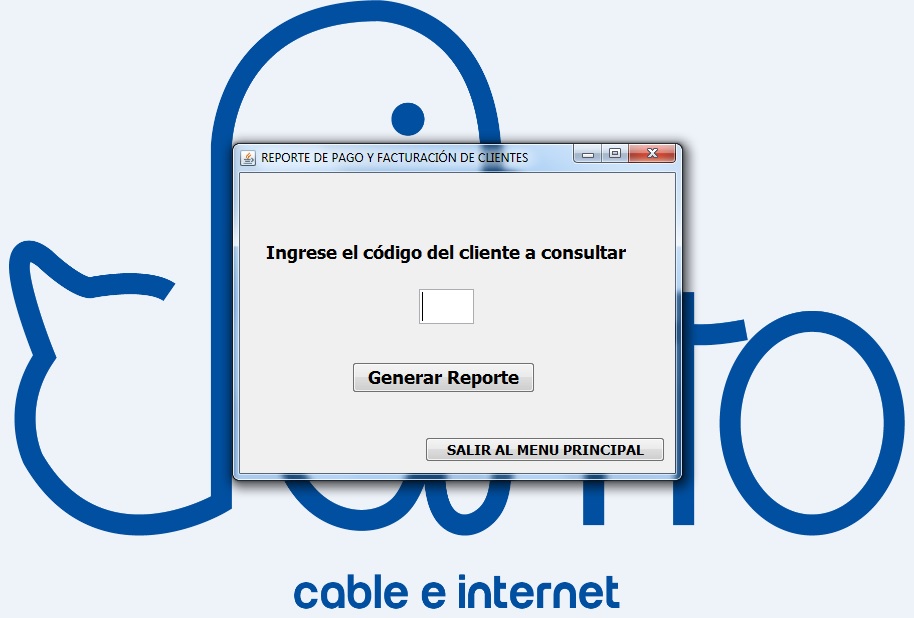 REPORTE DE PAGO Y FACTURACIÓN DE CLIENTES
Ingrese el código del cliente a consultar
Generar Reporte
SALIR AL MENU PRINCIPAL
cable e internet